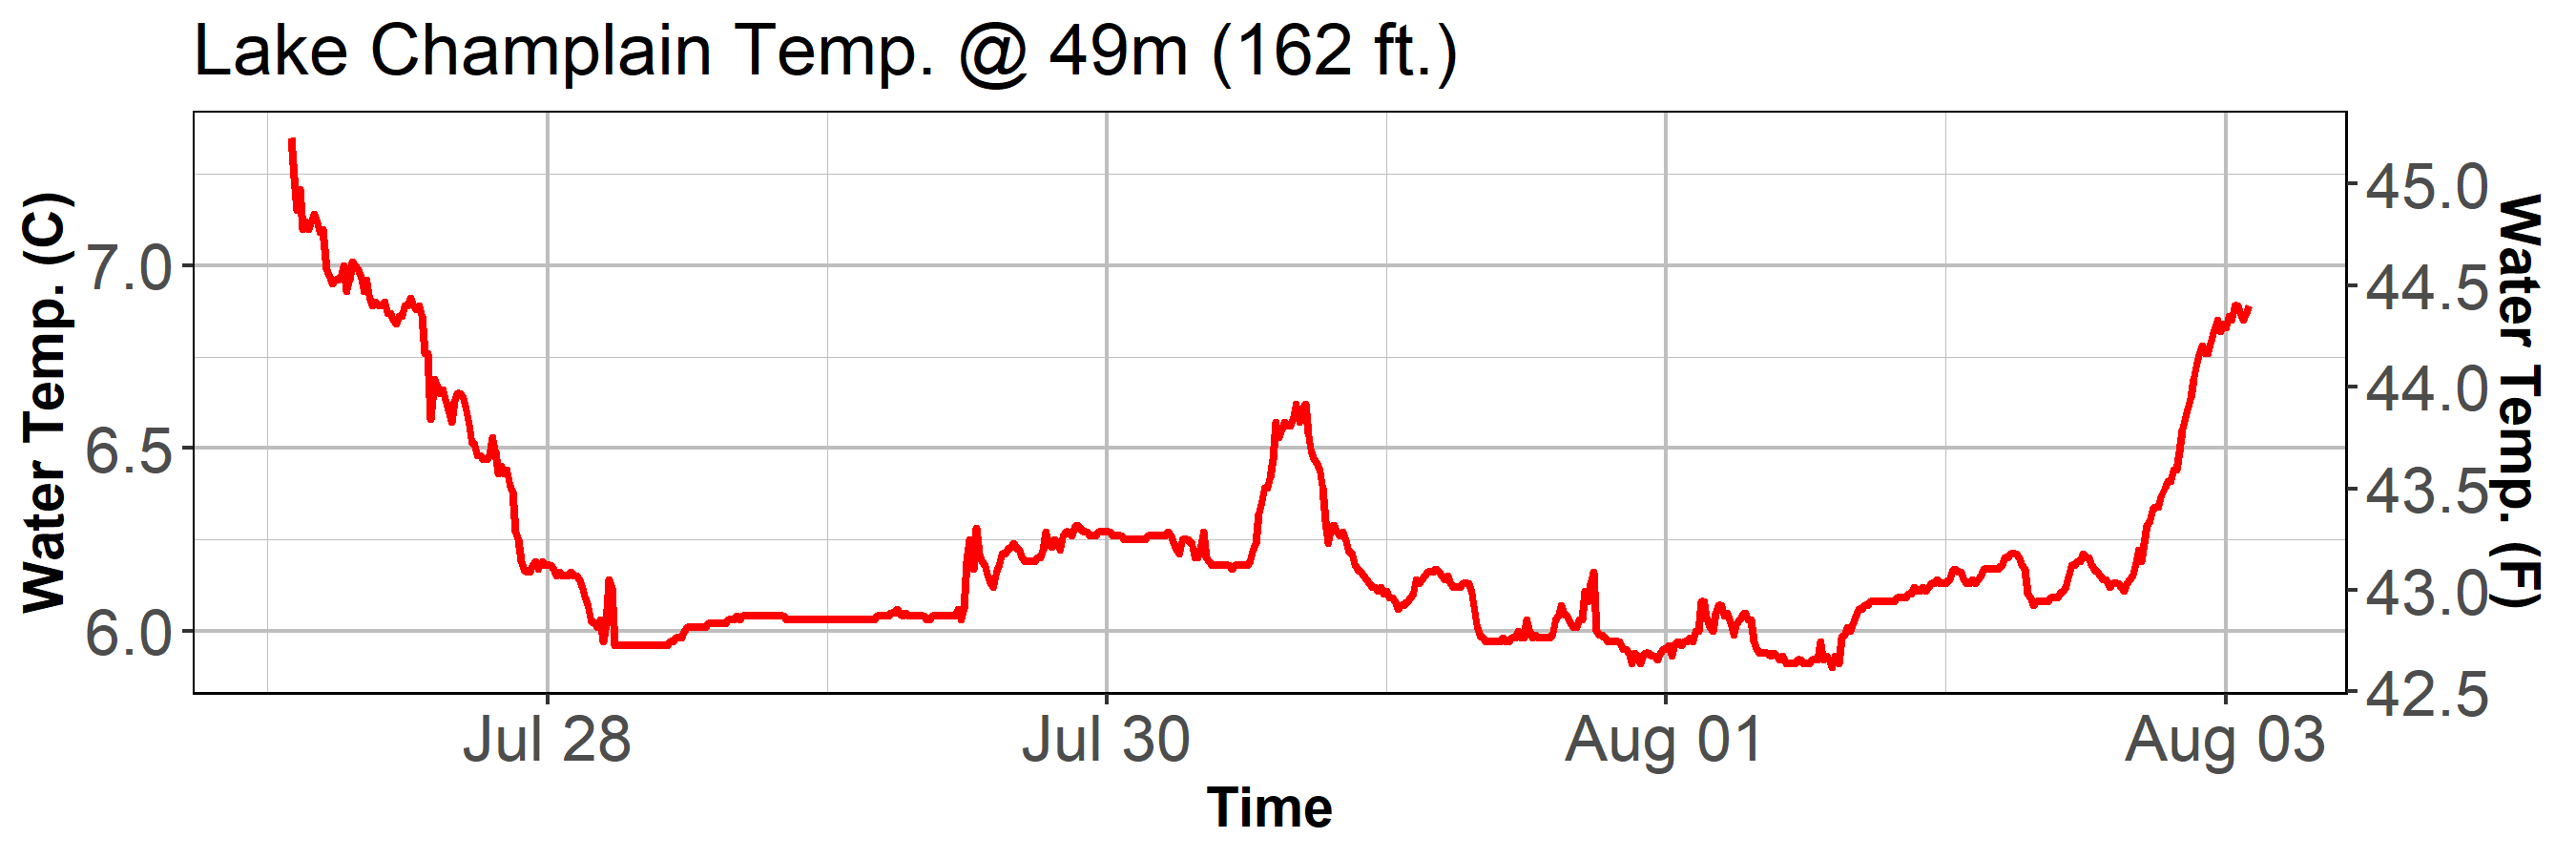 Lake Champlain Temp. @ 49m (162 ft.)
Water Temp. (C)
7.0
6.5
6.0
45.0
44.5
44.0
43.5
43.0
42.5
Water Temp. (F)
Jul 28 Jul 30 Aug 01 Aug 03
Time